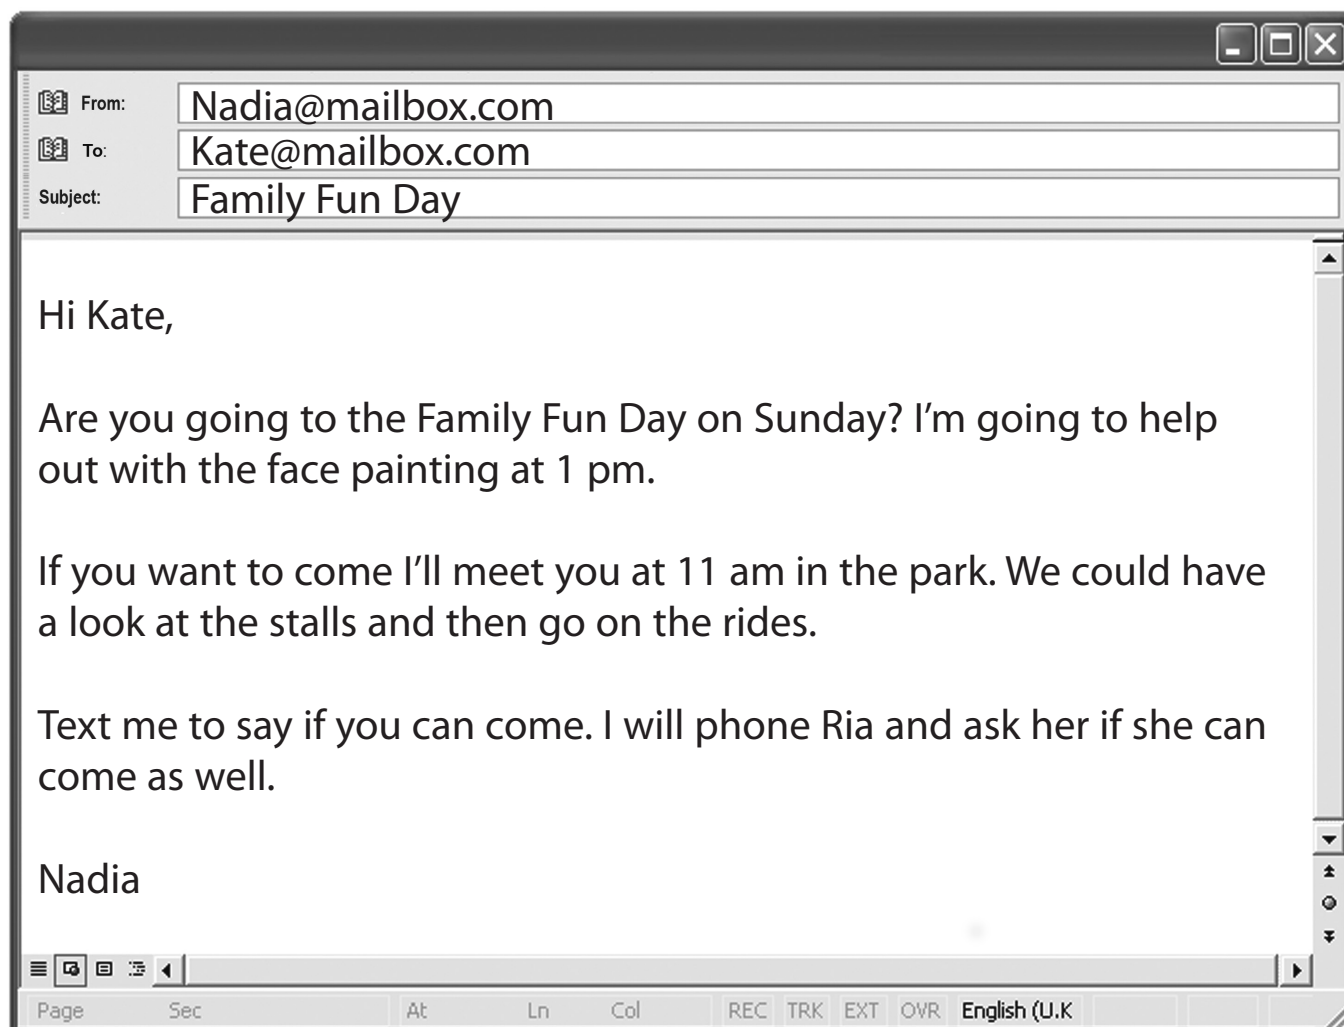 From: Nadia@mailbox.com
To: Kate@mailbox.com
Subject: Family Fun Day
Hi Kate,
Are you going to the Family Fun Day on Sunday? I’m going to help
out with the face painting at 1 pm.
If you want to come I’ll meet you at 11 am in the park. We could have
a look at the stalls and then go on the rides.
Text me to say if you can come. I will phone Ria and ask her if she can
come as well.
Nadia
Page Sec At Ln Col REC TRK EXT OVR English (U.K